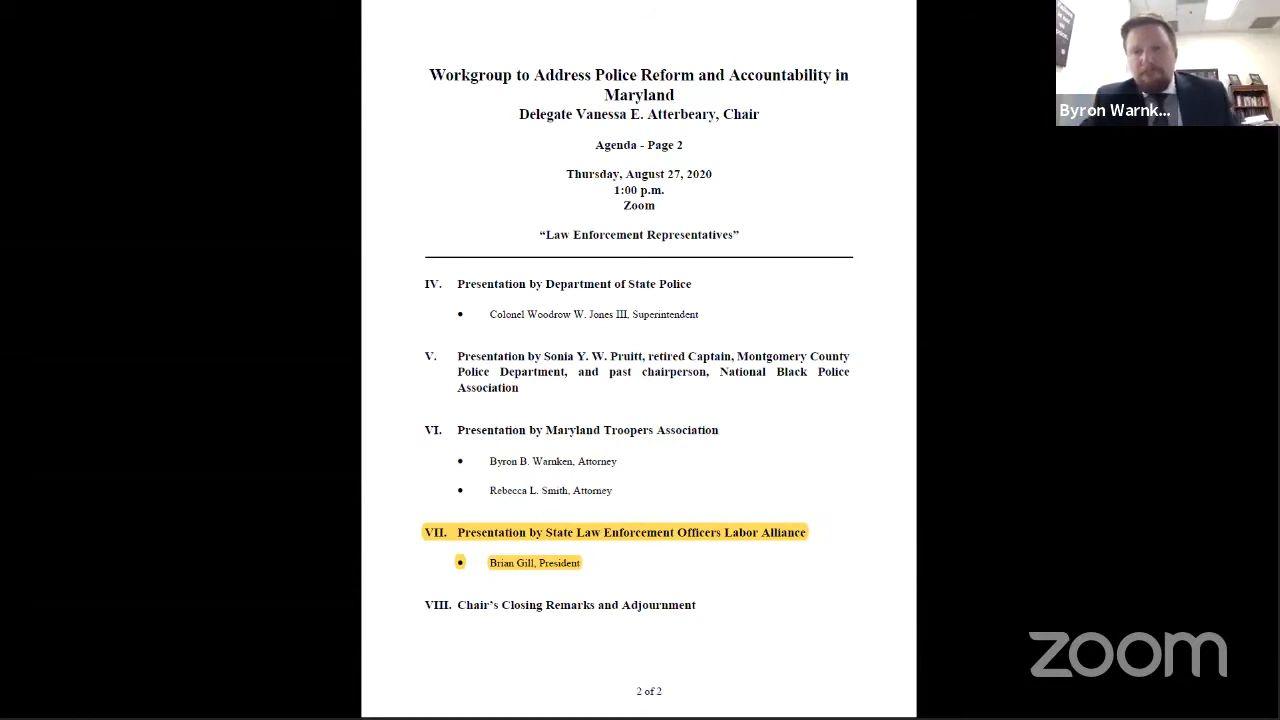 Workgroup to Address Police Reform and Accountability in
Maryland
Delegate Vanessa E. Atterbeary, Chair
Agenda - Page 2
Thursday, August 27, 2020
1:00 p.m.
Zoom
“Law Enforcement Representatives”
IV. Presentation by Department of State Police
• Colonel Woodrow W. Jones III, Superintendent
V. Presentation by Sonia Y. W. Pruitt, retired Captain, Montgomery County
Police Department, and past chairperson, National Black Police
Association
VI. Presentation by Maryland Troopers Association
• Byron B. Warnken, Attorney
• Rebecca L. Smith, Attorney
VII. Presentation by State Law Enforcement Officers Labor Alliance
• Brian Gill, President
VIII. Chair’s Closing Remarks and Adjournment
2 of 2
Byron Warnk...
zoom